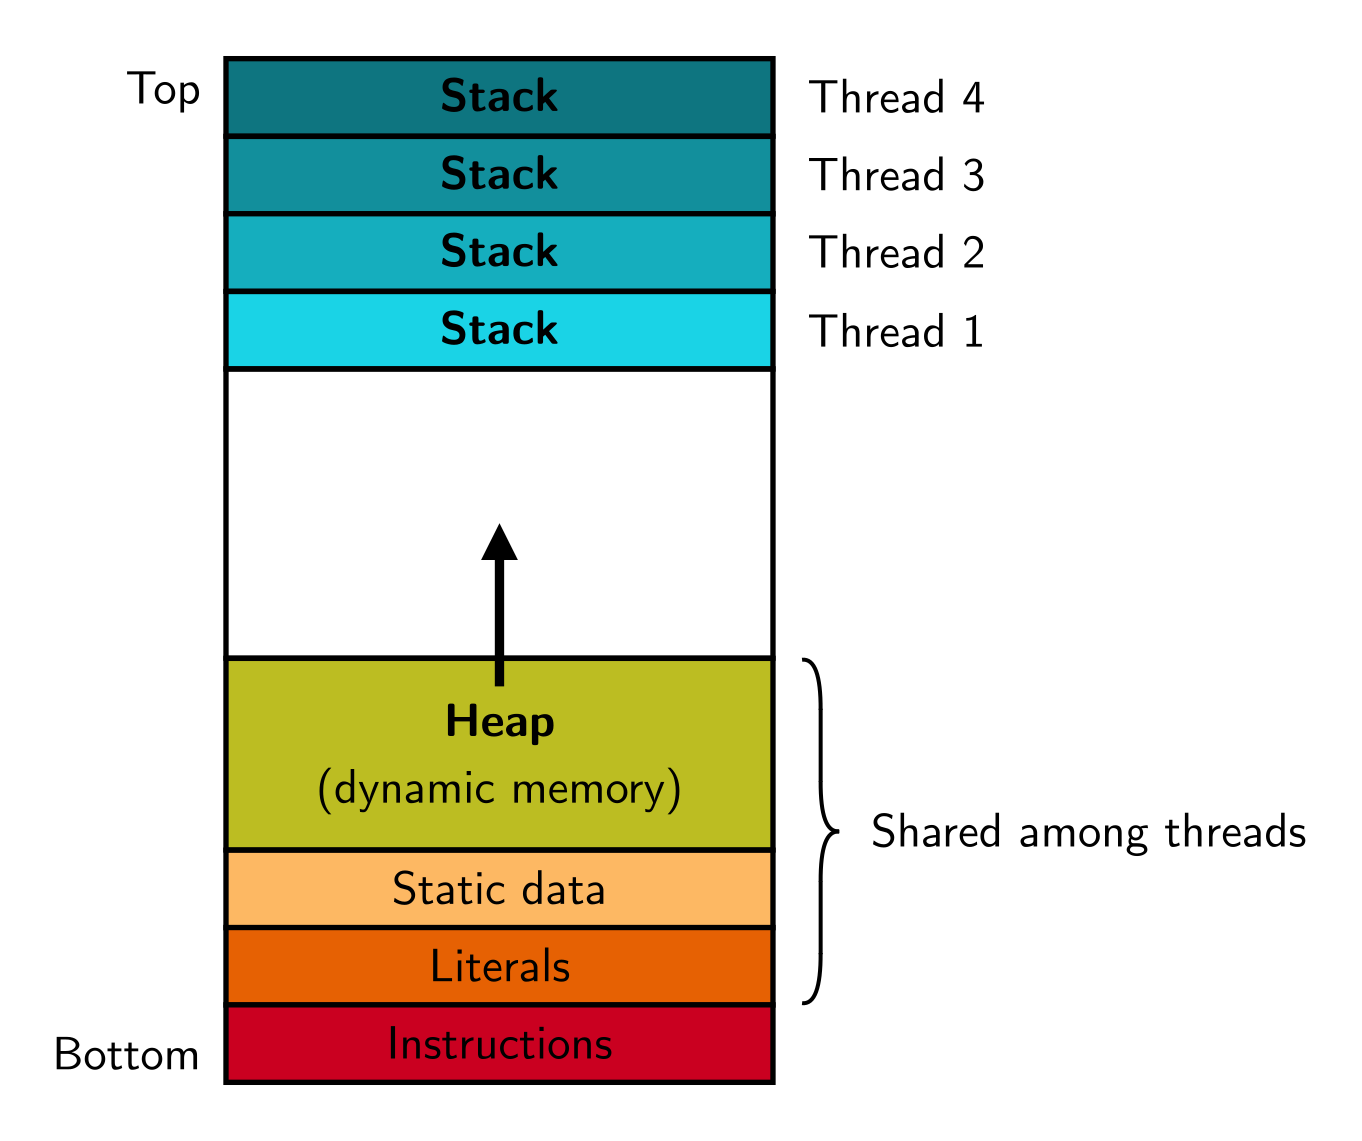 Top
Stack
Thread 4
Stack
Thread 3
Stack
Thread 2
Stack
Thread 1
Heap
(dynamic memory)
Shared among threads
Static data
Literals
Instructions
Bottom